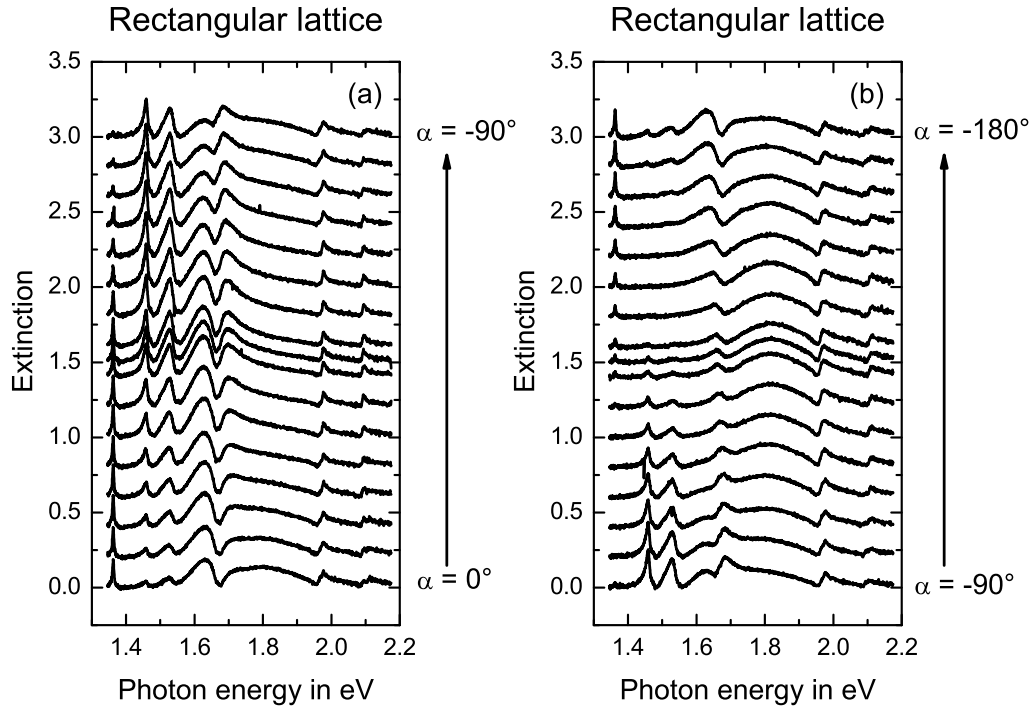 Rectangular lattice
Rectangular lattice
3.5
3.0
2.5
2.0
1.5
1.0
0.5
0.0
(a)
α = -90°
α = 0°
1.4 1.6 1.8 2.0 2.2
Extinction
Photon energy in eV
3.5
3.0
2.5
2.0
1.5
1.0
0.5
0.0
(b)
α = -180°
α = -90°
1.4 1.6 1.8 2.0 2.2
Extinction
Photon energy in eV